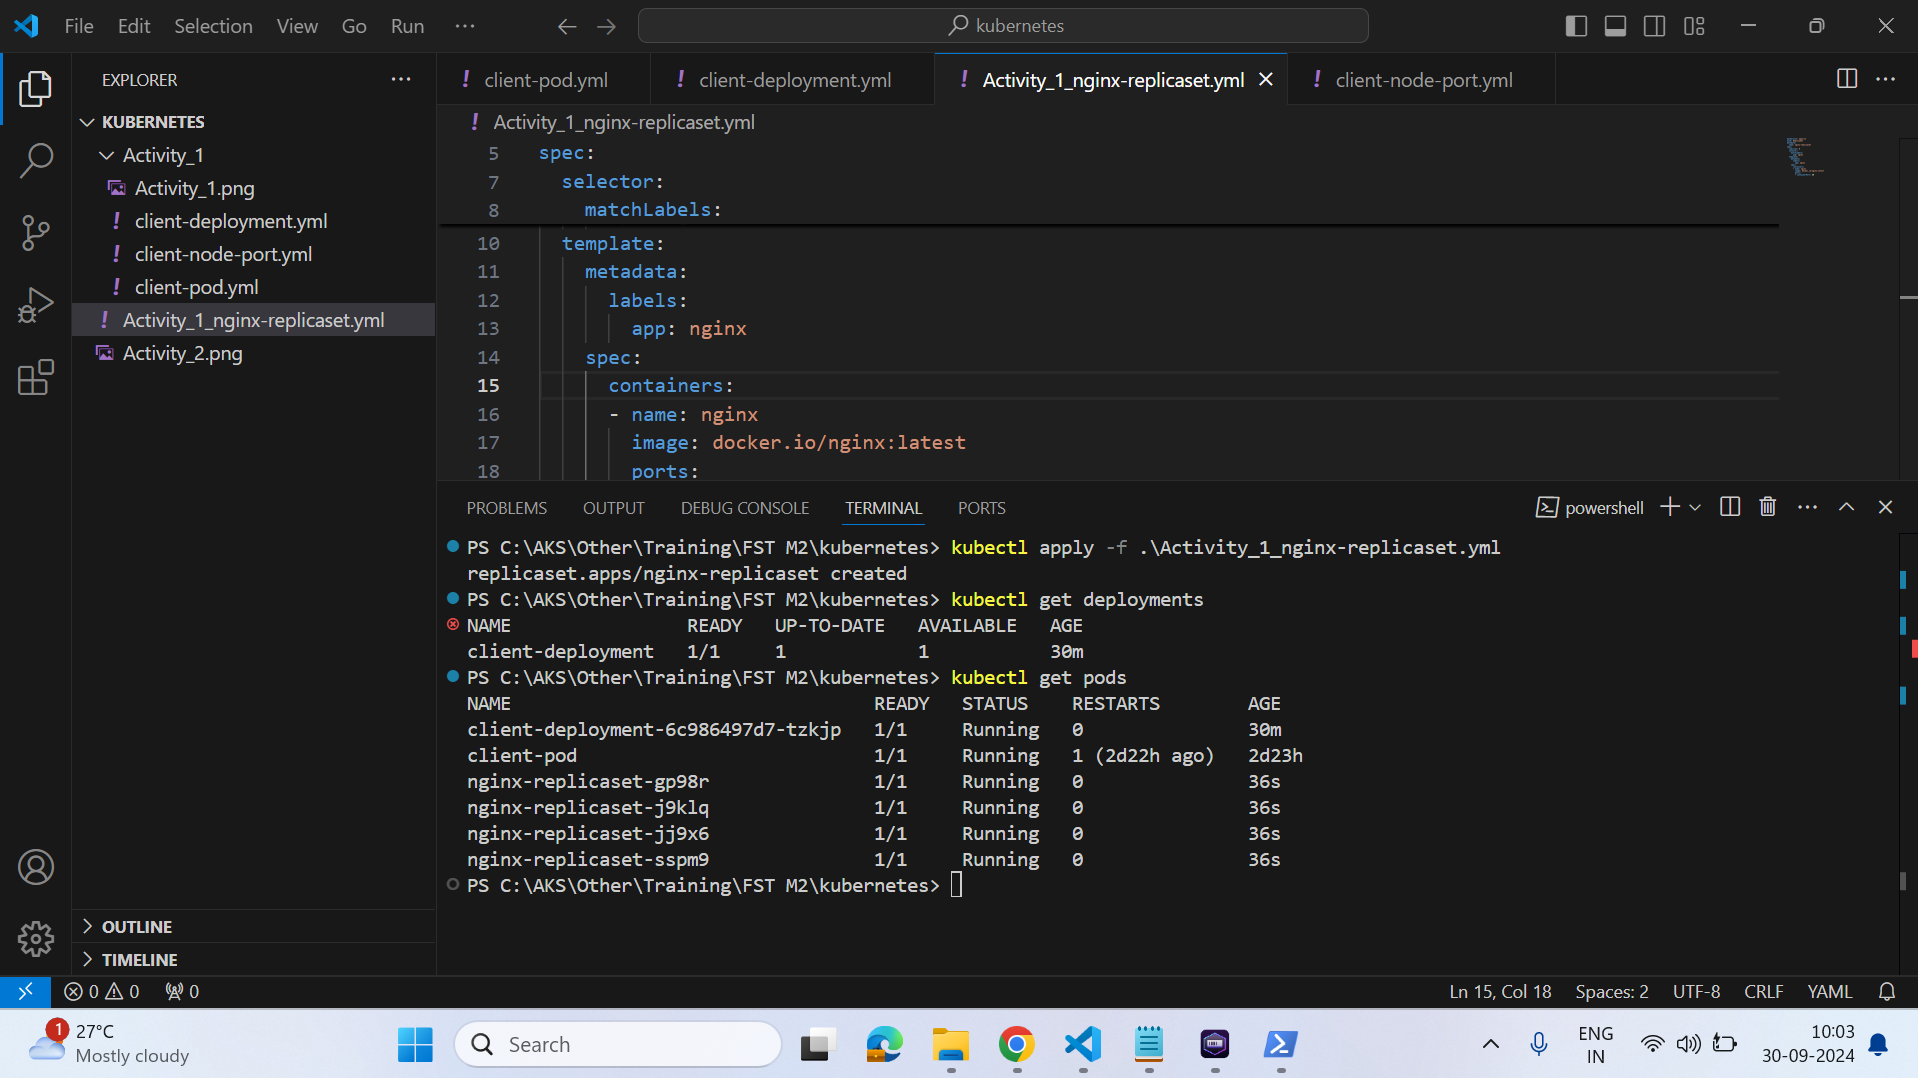 File Edit Selection View Go Run ··· kubernetes
EXPLORER ···
KUBERNETES
Activity_1
Activity_1.png
client-deployment.yml
client-node-port.yml
client-pod.yml
Activity_1_nginx-replicaset.yml
Activity_2.png
OUTLINE
TIMELINE
! client-pod.yml ! client-deployment.yml ! Activity_1_nginx-replicaset.yml ! client-node-port.yml
! Activity_1_nginx-replicaset.yml
5 spec:
7 selector:
8 matchLabels:
10 template:
11 metadata:
12 labels:
13 app: nginx
14 spec:
15 containers:
16 - name: nginx
17 image: docker.io/nginx:latest
18 ports:
PROBLEMS OUTPUT DEBUG CONSOLE TERMINAL PORTS powershell
PS C:\AKS\Other\Training\FST M2\kubernetes> kubectl apply -f .\Activity_1_nginx-replicaset.yml
replicaset.apps/nginx-replicaset created
PS C:\AKS\Other\Training\FST M2\kubernetes> kubectl get deployments
NAME READY UP-TO-DATE AVAILABLE AGE
client-deployment 1/1 1 1 30m
PS C:\AKS\Other\Training\FST M2\kubernetes> kubectl get pods
NAME READY STATUS RESTARTS AGE
client-deployment-6c986497d7-tzkjp 1/1 Running 0 30m
client-pod 1/1 Running 1 (2d22h ago) 2d23h
nginx-replicaset-gp98r 1/1 Running 0 36s
nginx-replicaset-j9klq 1/1 Running 0 36s
nginx-replicaset-jj9x6 1/1 Running 0 36s
nginx-replicaset-sspm9 1/1 Running 0 36s
PS C:\AKS\Other\Training\FST M2\kubernetes>
0 0 0 Ln 15, Col 18 Spaces: 2 UTF-8 CRLF YAML
1 27°C
Mostly cloudy
Search
ENG
IN
10:03
30-09-2024